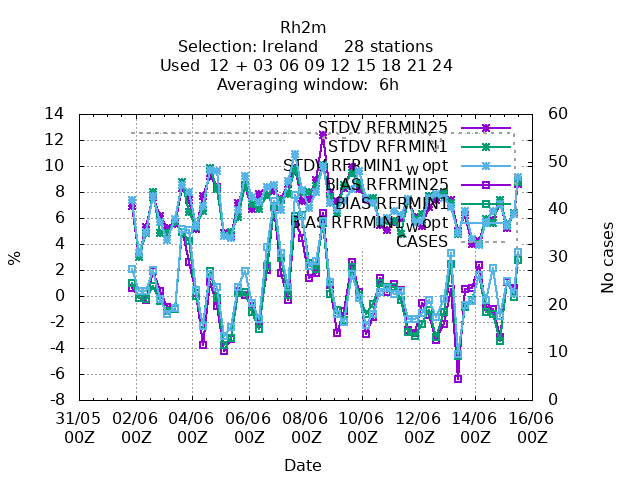 Rh2m
Selection: Ireland 28 stations
Used 12 + 03 06 09 12 15 18 21 24
Averaging window: 6h
14
12
10
8
6
4
2
0
-2
-4
-6
-8
%
60
50
40
30
20
10
0
No cases
STDV RFRMIN25
STDV RFRMIN1
STDV RFRMIN1_W opt
BIAS RFRMIN25
BIAS RFRMIN1
BIAS RFRMIN1_W opt
CASES
31/05 02/06 04/06 06/06 08/06 10/06 12/06 14/06 16/06
00Z 00Z 00Z 00Z 00Z 00Z 00Z 00Z 00Z
Date